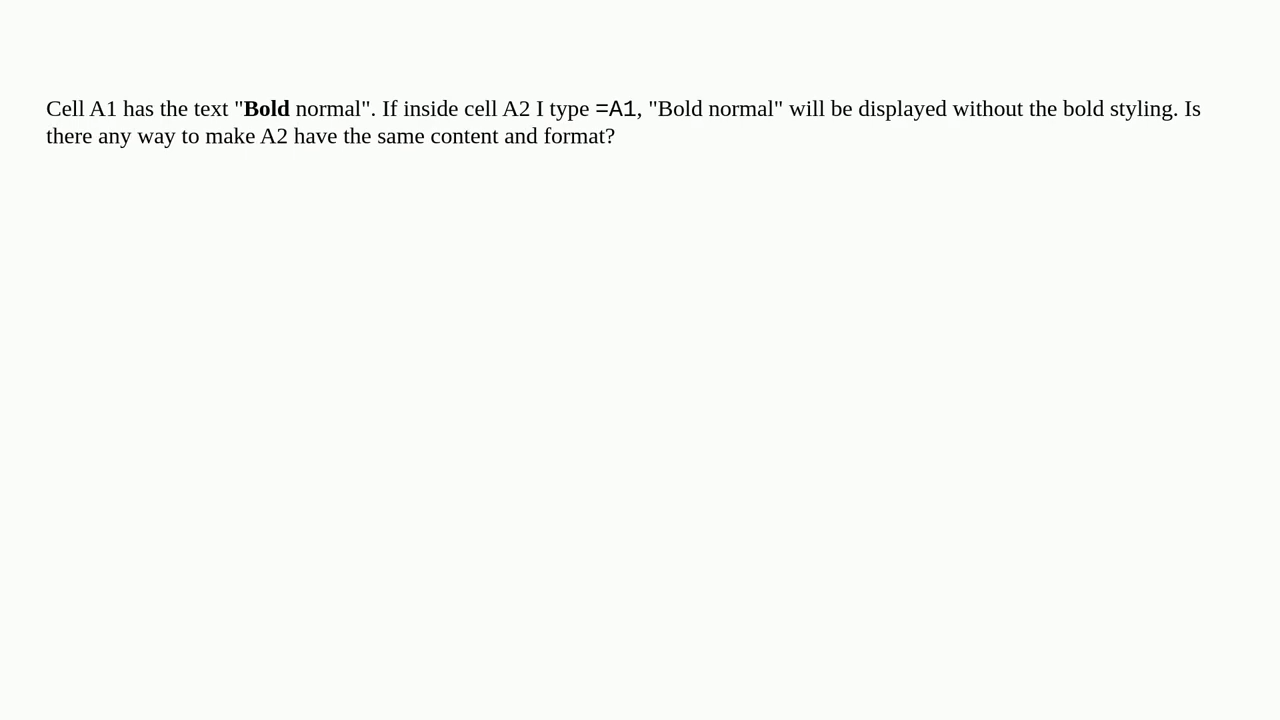 Cell A1 has the text "Bold normal". If inside cell A2 I type =A1, "Bold normal" will be displayed without the bold styling. Is
there any way to make A2 have the same content and format?